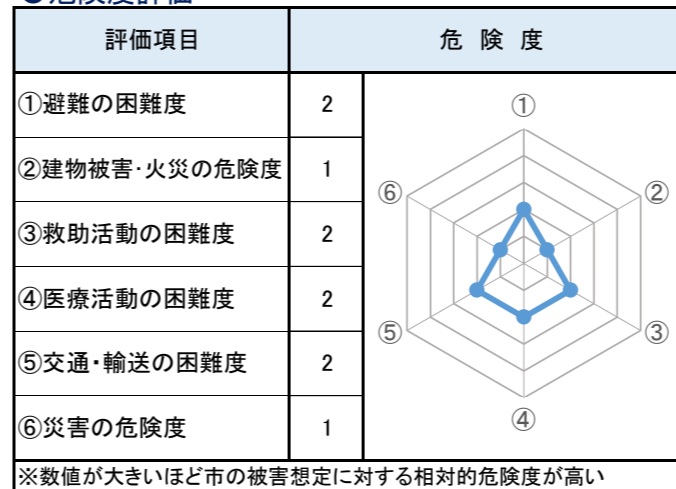 ●危険度評価
評価項目 危 険 度
①避難の困難度 2
②建物被害・火災の危険度 1
③救助活動の困難度 2
④医療活動の困難度 2
⑤交通・輸送の困難度 2
⑥災害の危険度 1
①
②
③
④
⑤
⑥
※数値が大きいほど市の被害想定に対する相対的危険度が高い